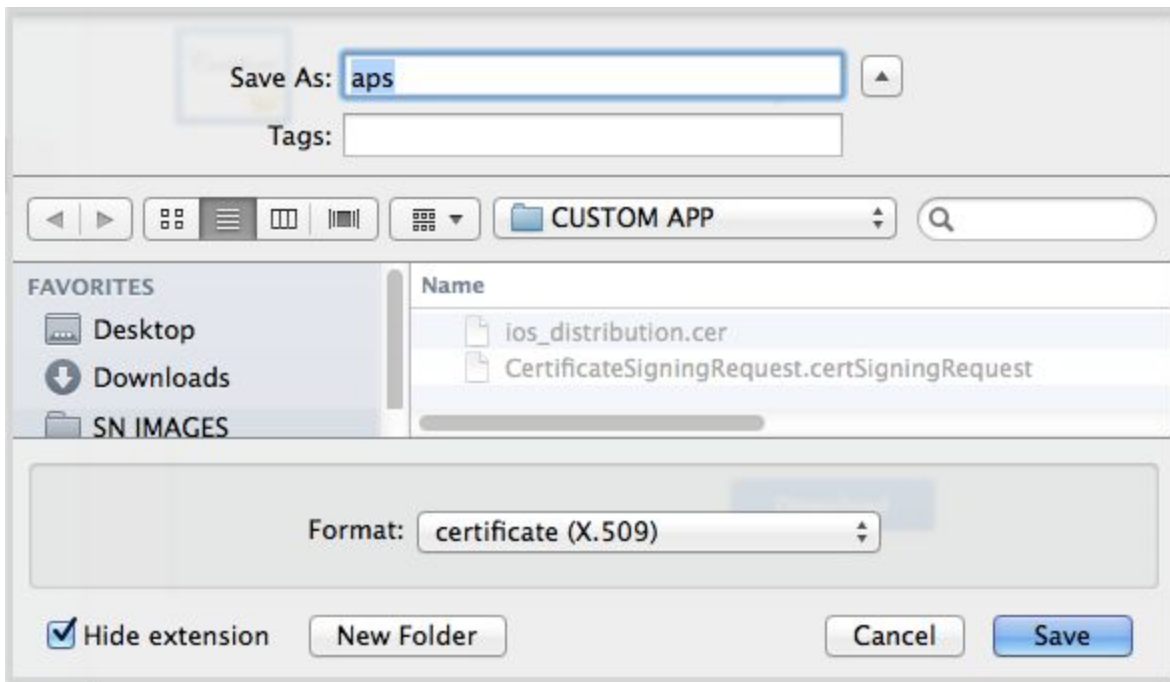 Save As: aps
Tags:
CUSTOM APP
FAVORITES
Name
Desktop
ios_distribution.cer
Downloads
CertificateSigningRequest.certSigningRequest
SN IMAGES
Format: certificate (X.509)
Hide extension New Folder Cancel Save